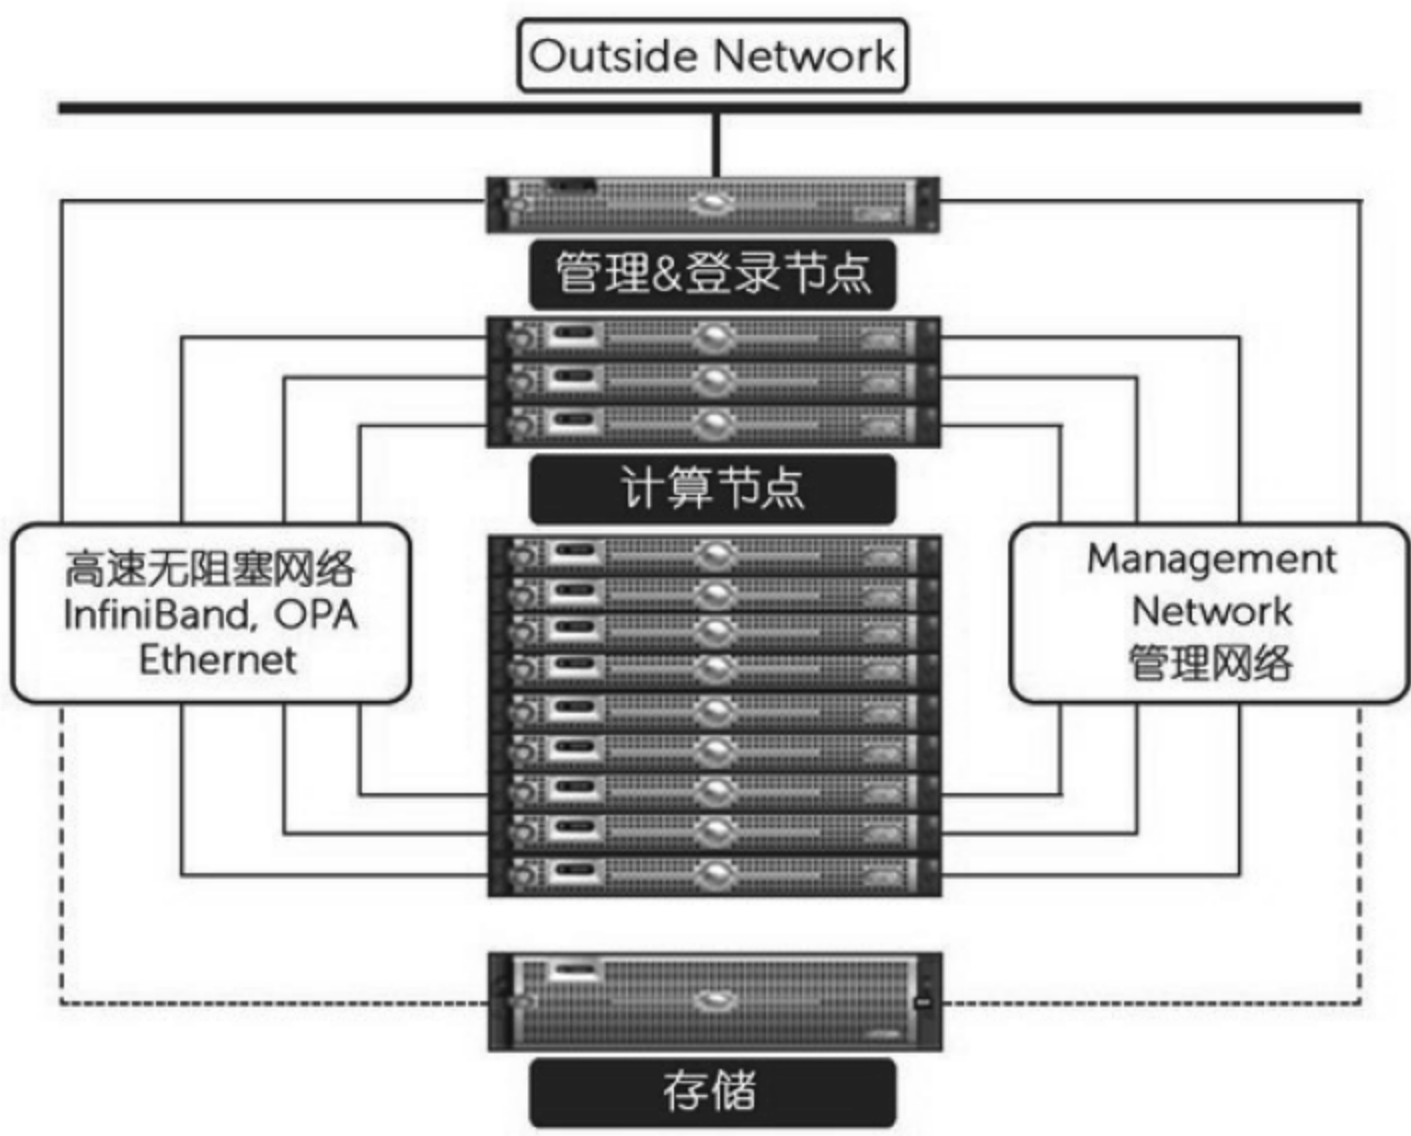 Outside Network
管理&登录节点
计算节点
高速无阻塞网络
InfiniBand, OPA
Ethernet
Management
Network
管理网络
存储